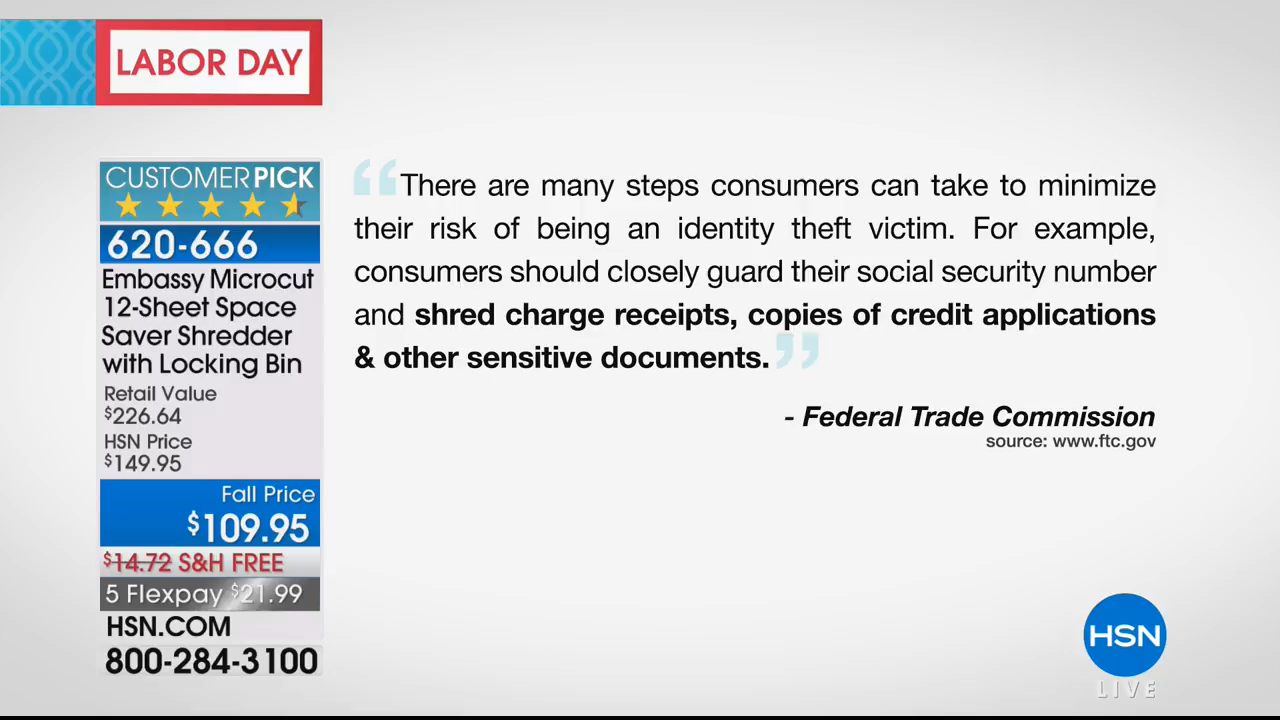 LABOR DAY
CUSTOMER PICK
620-666
Embassy Microcut
12-Sheet Space
Saver Shredder
with Locking Bin
Retail Value
$226.64
HSN Price
$149.95
Fall Price
$109.95
$14.72 S&H FREE
5 Flexpay $21.99
HSN.COM
800-284-3100
“There are many steps consumers can take to minimize
their risk of being an identity theft victim. For example,
consumers should closely guard their social security number
and shred charge receipts, copies of credit applications
& other sensitive documents.”
- Federal Trade Commission
source: www.ftc.gov
HSN
LIVE